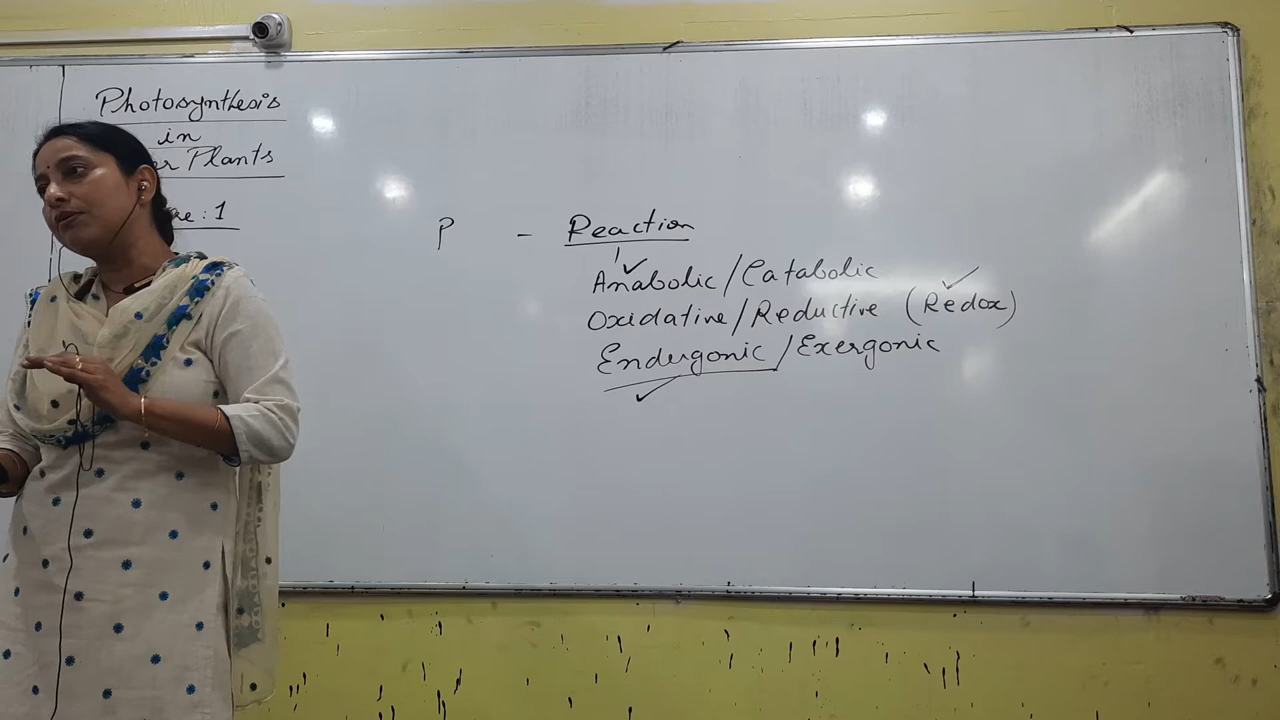 Photosynthesis
in
Plants
: 1
P - Reaction
Anabolic/Catabolic
Oxidative/Reductive (Redox)
Endergonic/Exergonic